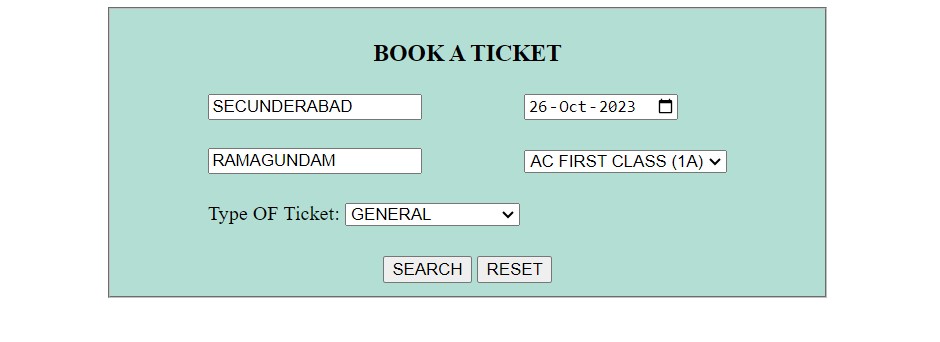 BOOK A TICKET
SECUNDERABAD 26-Oct-2023
RAMAGUNDAM AC FIRST CLASS (1A)
Type OF Ticket: GENERAL
SEARCH RESET